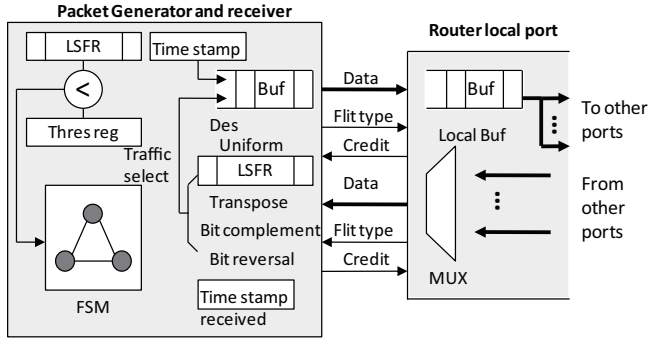 Packet Generator and receiver
LSFR
<
Thres reg
FSM
Time stamp
Buf
Des
Uniform
Traffic
select
LSFR
Transpose
Bit complement
Bit reversal
Time stamp
received
Data
Flit type
Credit
Data
Flit type
Credit
Router local port
Buf
Local Buf
MUX
To other
ports
From
other
ports